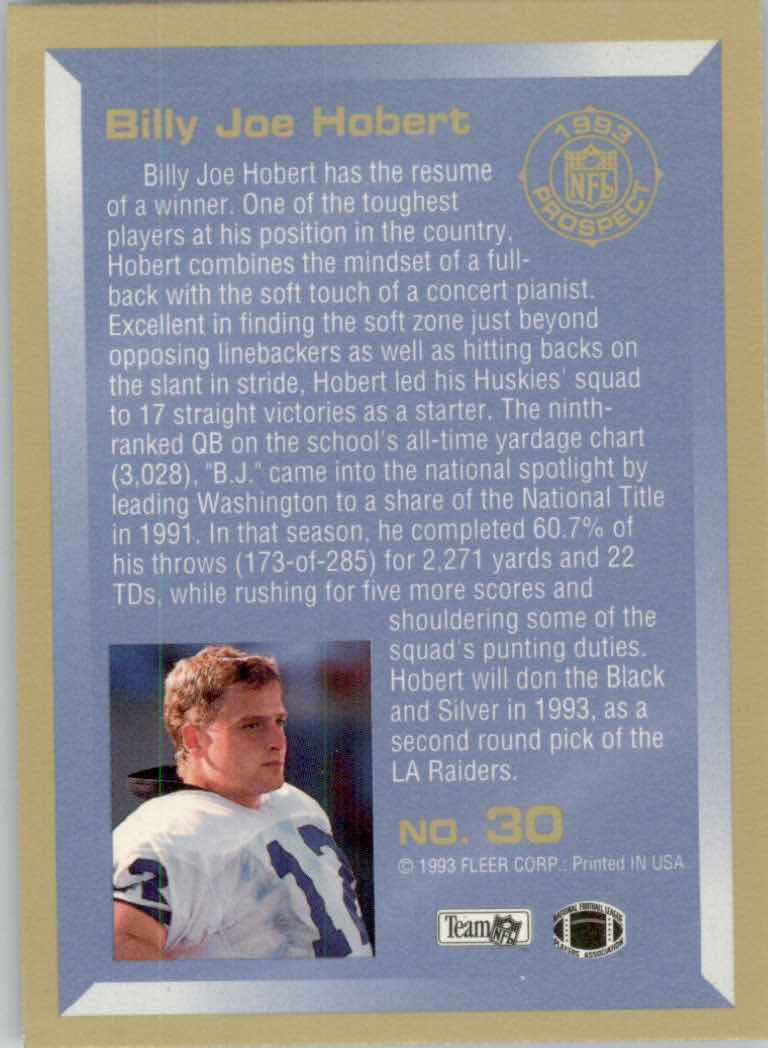 Billy Joe Hobert
1993
NFL
PROSPECT
Billy Joe Hobert has the resume
of a winner. One of the toughest
players at his position in the country,
Hobert combines the mindset of a full-
back with the soft touch of a concert pianist.
Excellent in finding the soft zone just beyond
opposing linebackers as well as hitting backs on
the slant in stride, Hobert led his Huskies' squad
to 17 straight victories as a starter. The ninth-
ranked QB on the school's all-time yardage chart
(3,028), "B.J." came into the national spotlight by
leading Washington to a share of the National Title
in 1991. In that season, he completed 60.7% of
his throws (173-of-285) for 2,271 yards and 22
TDs, while rushing for five more scores and
shouldering some of the
squad's punting duties.
Hobert will don the Black
and Silver in 1993, as a
second round pick of the
LA Raiders.
12
2
NO. 30
© 1993 FLEER CORP.: Printed IN USA
Team NFL
NATIONAL FOOTBALL LEAGUE
PLAYERS ASSOCIATION